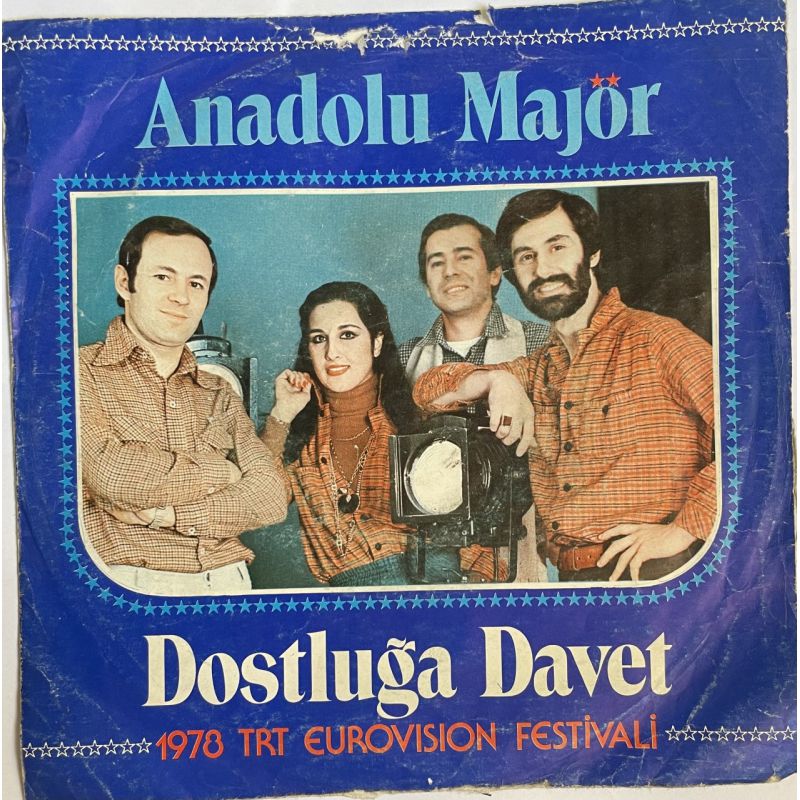 Anadolu Majör
Dostluğa Davet
1978 TRT EUROVISION FESTİVALİ